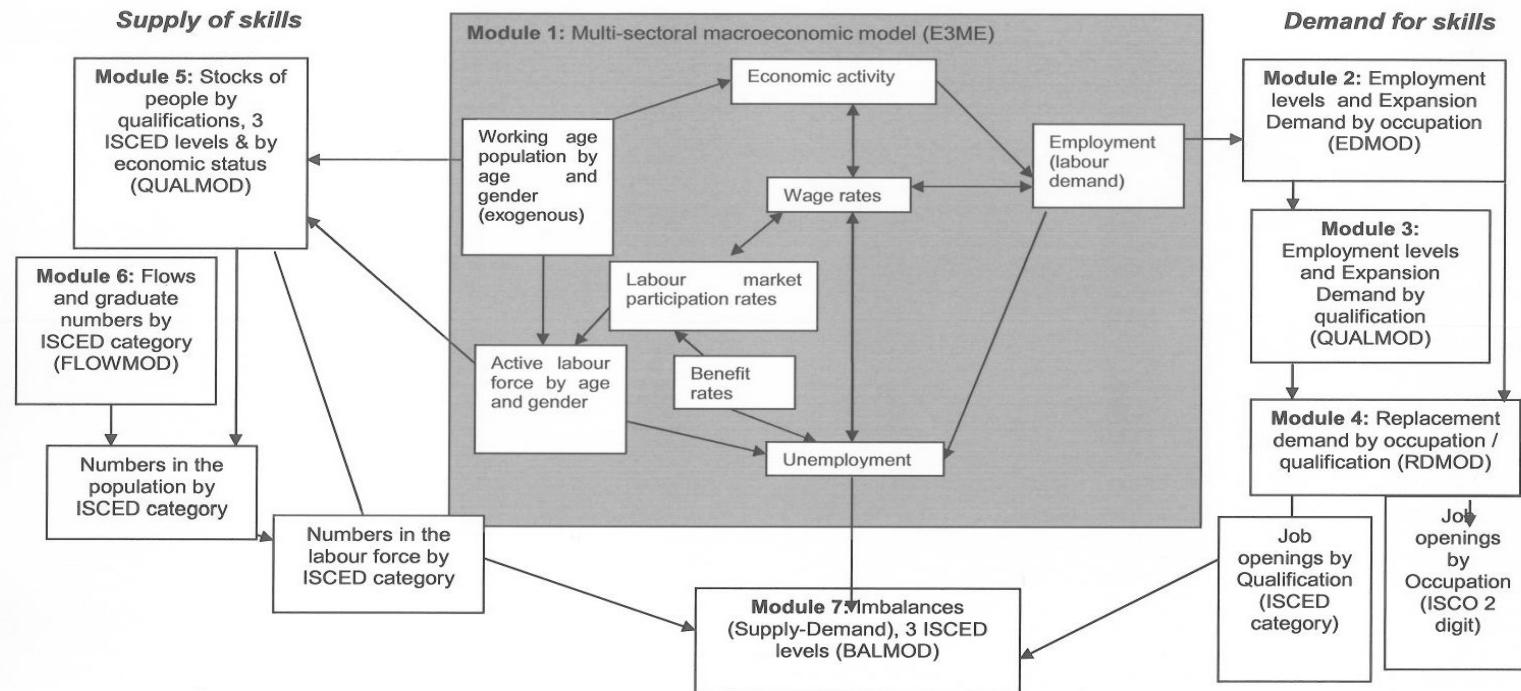 Supply of skills
Demand for skills
Module 1: Multi-sectoral macroeconomic model (E3ME)
Module 5: Stocks of
people by
qualifications, 3
ISCED levels & by
economic status
(QUALMOD)
Module 6: Flows
and graduate
numbers by
ISCED category
(FLOWMOD)
Numbers in the
population by
ISCED category
Numbers in the
labour force by
ISCED category
Economic activity
Working age
population by
age and
gender
(exogenous)
Employment
(labour
demand)
Wage rates
Labour market
participation rates
Active labour
force by age
and gender
Benefit
rates
Unemployment
Module 2: Employment
levels and Expansion
Demand by occupation
(EDMOD)
Module 3:
Employment levels
and Expansion
Demand by
qualification
(QUALMOD)
Module 4: Replacement
demand by occupation /
qualification (RDMOD)
Job
openings by
Qualification
(ISCED
category)
Job
openings
by
Occupation
(ISCO 2
digit)
Module 7: Imbalances
(Supply-Demand), 3 ISCED
levels (BALMOD)